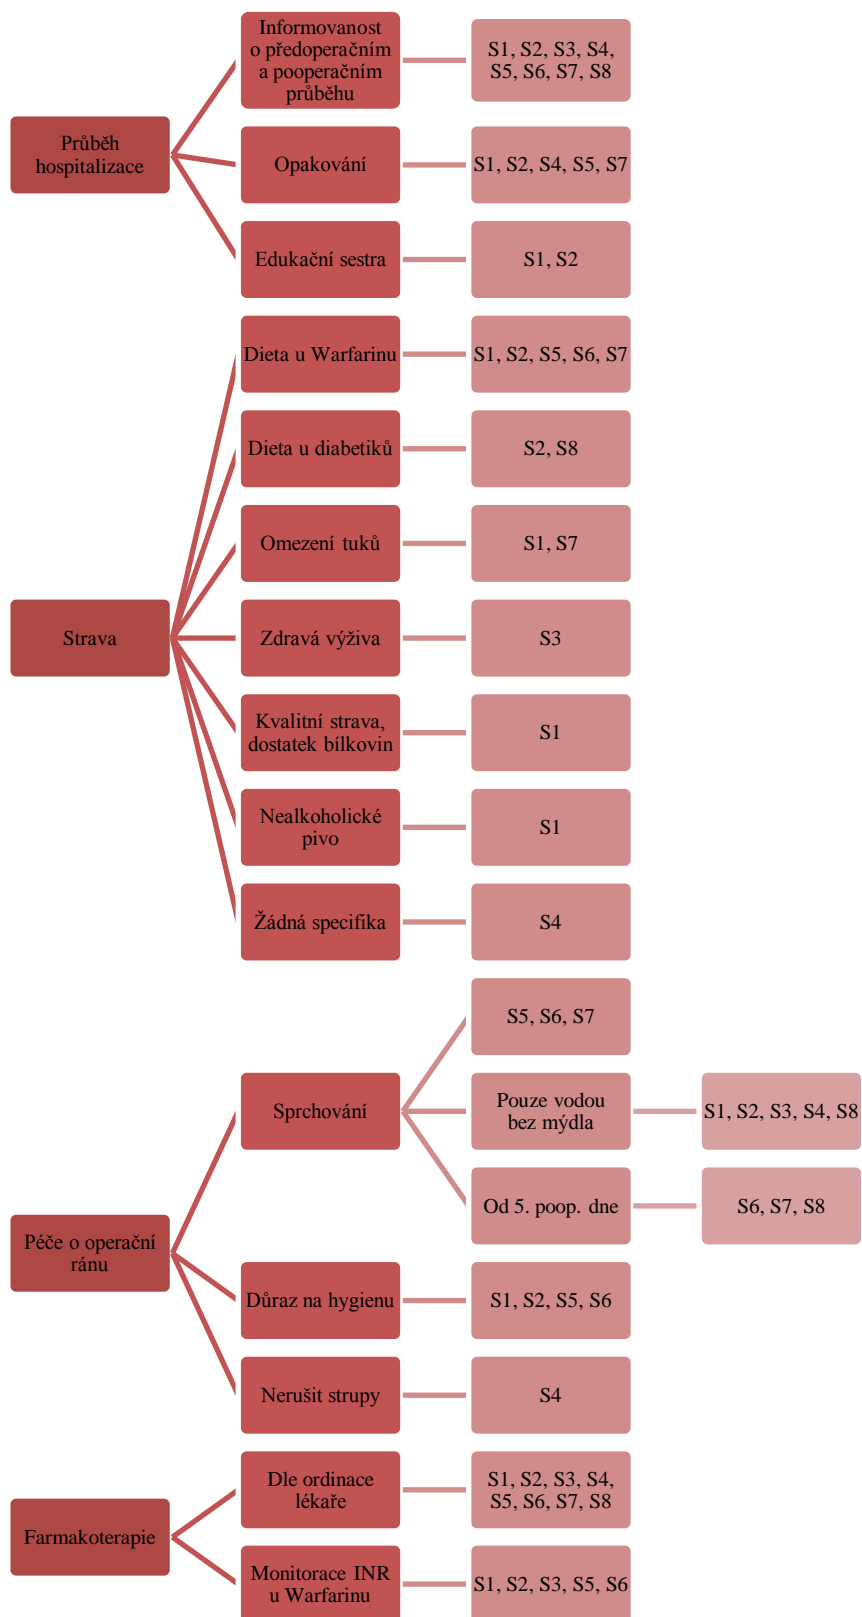 Průběh
hospitalizace
Informovanost
o předoperačním
a pooperačním
průběhu
S1, S2, S3, S4,
S5, S6, S7, S8
Opakování
S1, S2, S4, S5, S7
Edukační sestra
S1, S2
Strava
Dieta u Warfarinu
S1, S2, S5, S6, S7
Dieta u diabetiků
S2, S8
Omezení tuků
S1, S7
Zdravá výživa
S3
Kvalitní strava,
dostatek bílkovin
S1
Nealkoholické
pivo
S1
Žádná specifika
S4
Péče o operační
ránu
Sprchování
S5, S6, S7
Pouze vodou
bez mýdla
S1, S2, S3, S4, S8
Od 5. poop. dne
S6, S7, S8
Důraz na hygienu
S1, S2, S5, S6
Nerušit strupy
S4
Farmakoterapie
Dle ordinace
lékaře
S1, S2, S3, S4,
S5, S6, S7, S8
Monitorace INR
u Warfarinu
S1, S2, S3, S5, S6